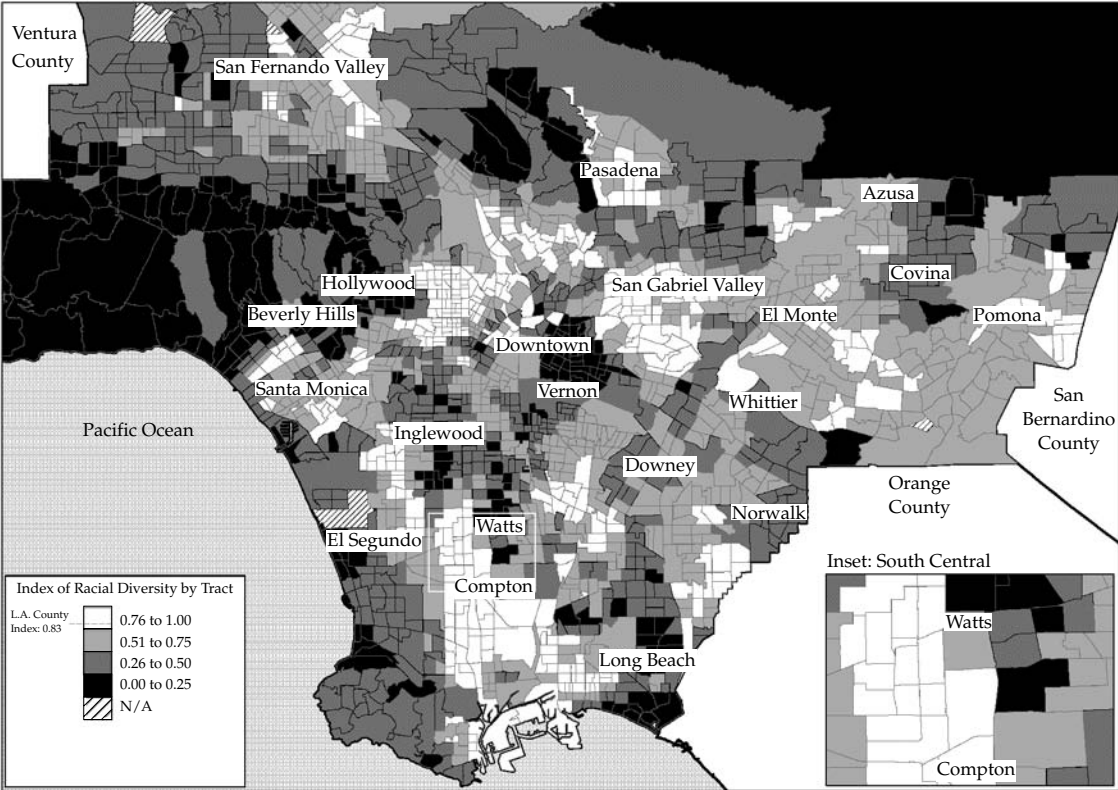 Ventura
County
San Fernando Valley
Pasadena
Azusa
Hollywood
San Gabriel Valley
Covina
Beverly Hills
El Monte
Pomona
Downtown
Santa Monica
Vernon
Whittier
San
Bernardino
County
Pacific Ocean
Inglewood
Downey
Orange
County
Norwalk
Watts
El Segundo
Compton
Long Beach
Index of Racial Diversity by Tract
L.A. County
Index: 0.83
0.76 to 1.00
0.51 to 0.75
0.26 to 0.50
0.00 to 0.25
N/A
Inset: South Central
Watts
Compton